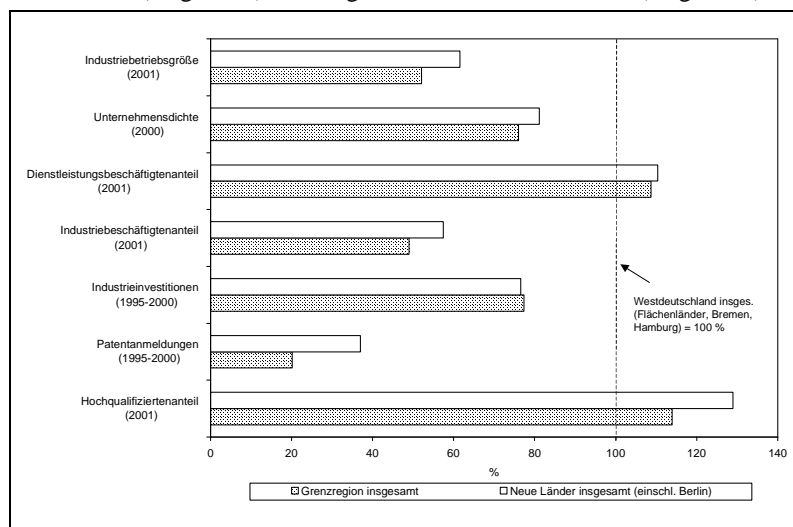 Industriebetriebsgröße
(2001)
Unternehmensdichte
(2000)
Dienstleistungsbeschäftigtenanteil
(2001)
Industriebeschäftigtenanteil
(2001)
Industrieinvestitionen
(1995-2000)
Patentanmeldungen
(1995-2000)
Hochqualifiziertenanteil
(2001)
Westdeutschland insges.
(Flächenländer, Bremen,
Hamburg) = 100 %
0 20 40 60 80 100 120 140
%
Grenzregion insgesamt Neue Länder insgesamt (einschl. Berlin)